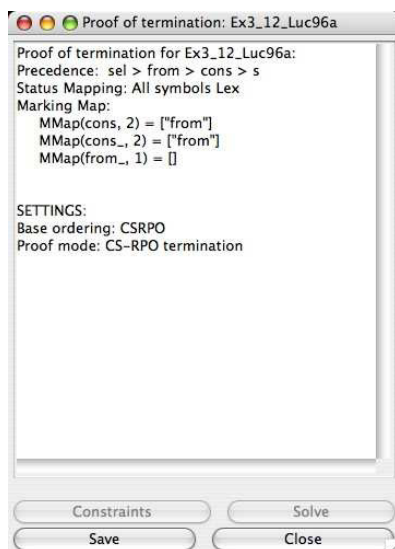 Proof of termination: Ex3_12_Luc96a
Proof of termination for Ex3_12_Luc96a:
Precedence: sel > from > cons > s
Status Mapping: All symbols Lex
Marking Map:
MMap(cons, 2) = ["from"]
MMap(cons_, 2) = ["from"]
MMap(from_, 1) = []
SETTINGS:
Base ordering: CSRPO
Proof mode: CS-RPO termination
Constraints
Solve
Save
Close